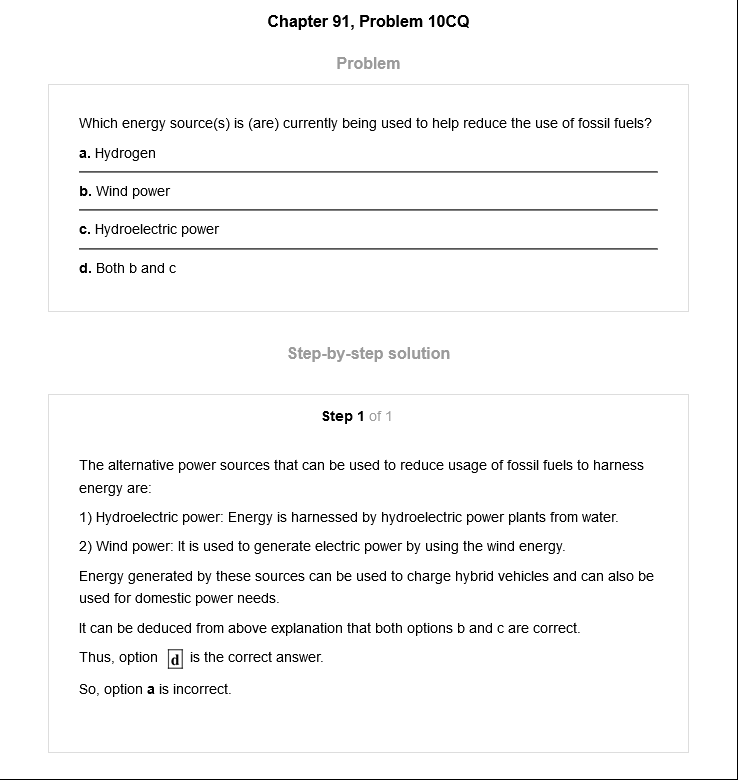 Chapter 91, Problem 10CQ
Problem
Which energy source(s) is (are) currently being used to help reduce the use of fossil fuels?
a. Hydrogen
b. Wind power
c. Hydroelectric power
d. Both b and c
Step-by-step solution
Step 1 of 1
The alternative power sources that can be used to reduce usage of fossil fuels to harness
energy are:
1) Hydroelectric power: Energy is harnessed by hydroelectric power plants from water.
2) Wind power: It is used to generate electric power by using the wind energy.
Energy generated by these sources can be used to charge hybrid vehicles and can also be
used for domestic power needs.
It can be deduced from above explanation that both options b and c are correct.
Thus, option d is the correct answer.
So, option a is incorrect.